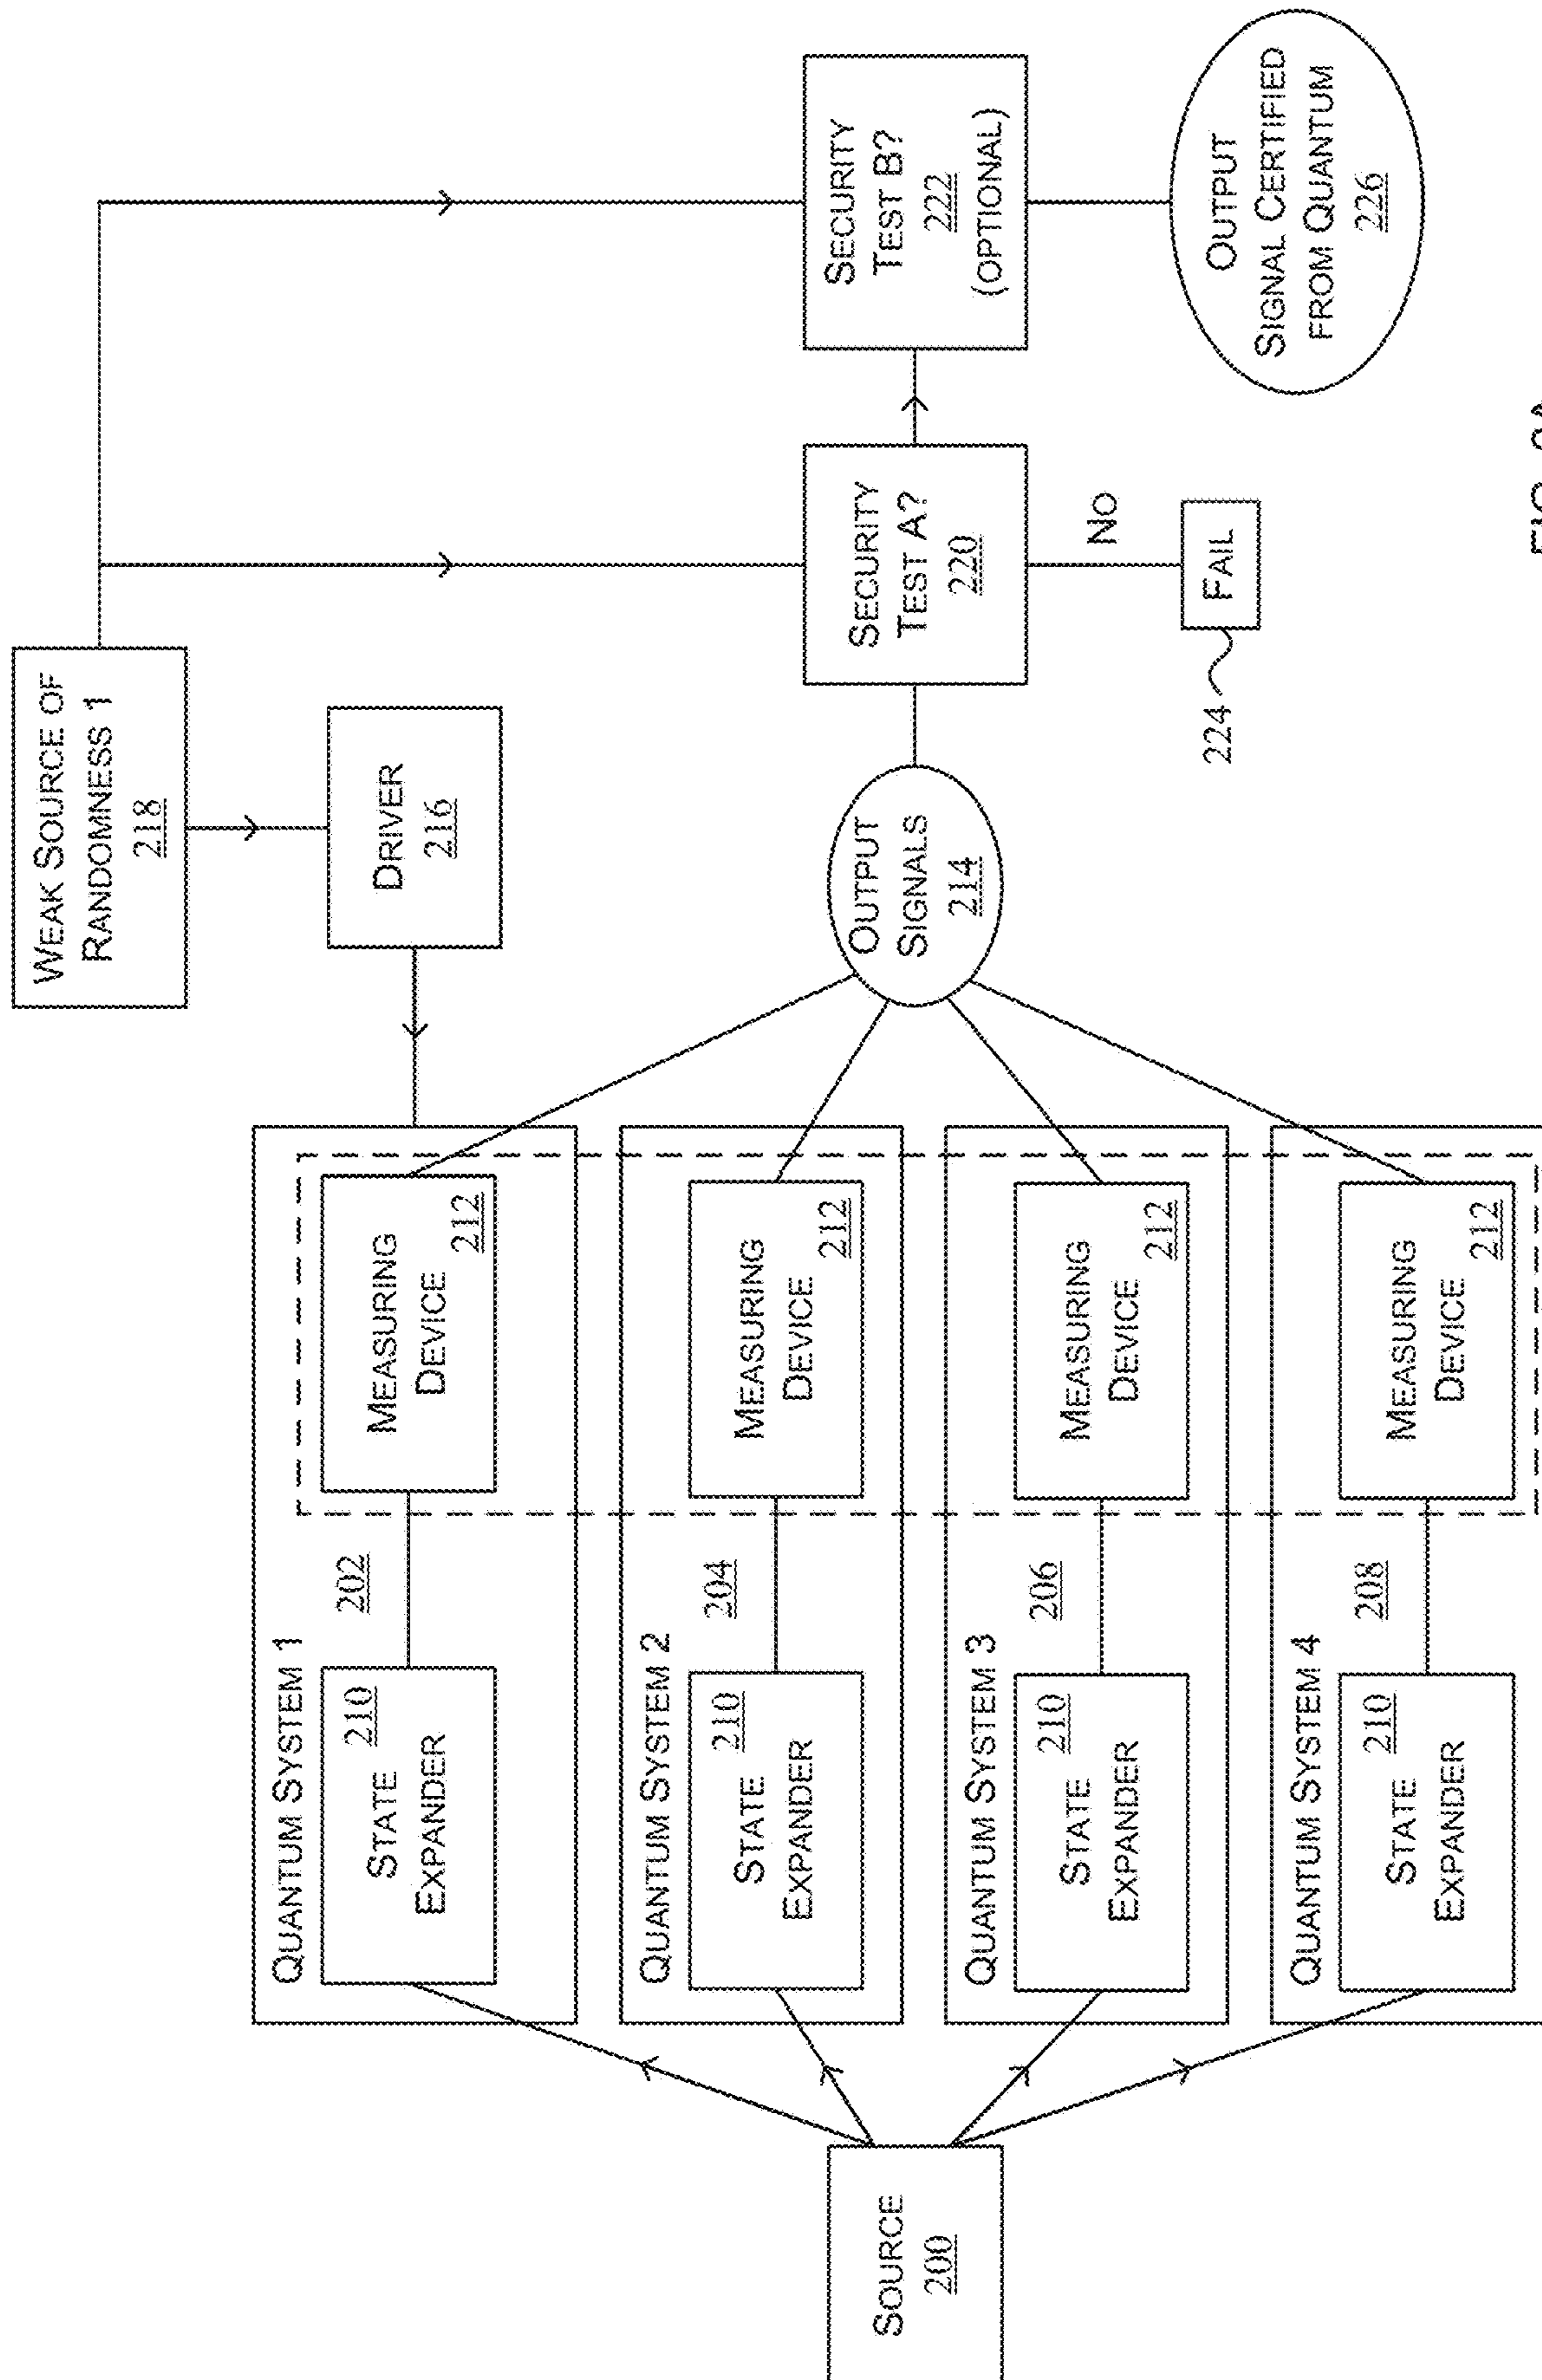 WEAK SOURCE OF
RANDOMNESS 1
218
DRIVER
216
QUANTUM SYSTEM 1
202
210
STATE
EXPANDER
MEASURING
DEVICE
212
QUANTUM SYSTEM 2
204
210
STATE
EXPANDER
MEASURING
DEVICE
212
QUANTUM SYSTEM 3
206
210
STATE
EXPANDER
MEASURING
DEVICE
212
QUANTUM SYSTEM 4
208
210
STATE
EXPANDER
MEASURING
DEVICE
212
SOURCE
200
OUTPUT
SIGNALS
214
SECURITY
TEST A?
220
NO
224
FAIL
SECURITY
TEST B?
222
(OPTIONAL)
OUTPUT
SIGNAL CERTIFIED
FROM QUANTUM
226